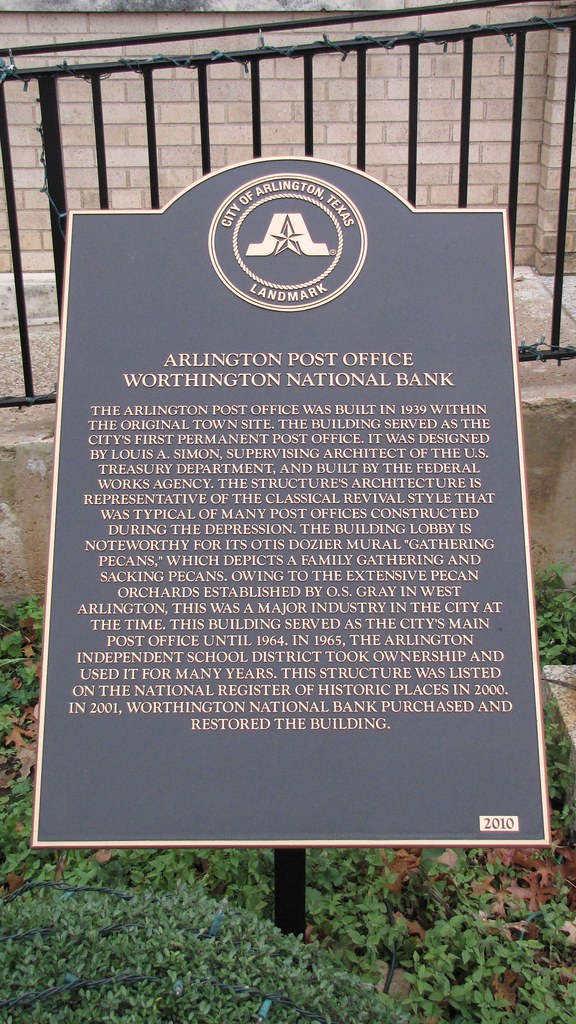 CITY OF ARLINGTON, TEXAS
A
®
LANDMARK
ARLINGTON POST OFFICE
WORTHINGTON NATIONAL BANK
THE ARLINGTON POST OFFICE WAS BUILT IN 1939 WITHIN
THE ORIGINAL TOWN SITE. THE BUILDING SERVED AS THE
CITY'S FIRST PERMANENT POST OFFICE. IT WAS DESIGNED
BY LOUIS A. SIMON, SUPERVISING ARCHITECT OF THE U.S.
TREASURY DEPARTMENT, AND BUILT BY THE FEDERAL
WORKS AGENCY. THE STRUCTURE'S ARCHITECTURE IS
REPRESENTATIVE OF THE CLASSICAL REVIVAL STYLE THAT
WAS TYPICAL OF MANY POST OFFICES CONSTRUCTED
DURING THE DEPRESSION. THE BUILDING LOBBY IS
NOTEWORTHY FOR ITS OTIS DOZIER MURAL "GATHERING
PECANS," WHICH DEPICTS A FAMILY GATHERING AND
SACKING PECANS. OWING TO THE EXTENSIVE PECAN
ORCHARDS ESTABLISHED BY O.S. GRAY IN WEST
ARLINGTON, THIS WAS A MAJOR INDUSTRY IN THE CITY AT
THE TIME. THIS BUILDING SERVED AS THE CITY'S MAIN
POST OFFICE UNTIL 1964. IN 1965, THE ARLINGTON
INDEPENDENT SCHOOL DISTRICT TOOK OWNERSHIP AND
USED IT FOR MANY YEARS. THIS STRUCTURE WAS LISTED
ON THE NATIONAL REGISTER OF HISTORIC PLACES IN 2000.
IN 2001, WORTHINGTON NATIONAL BANK PURCHASED AND
RESTORED THE BUILDING.
2010